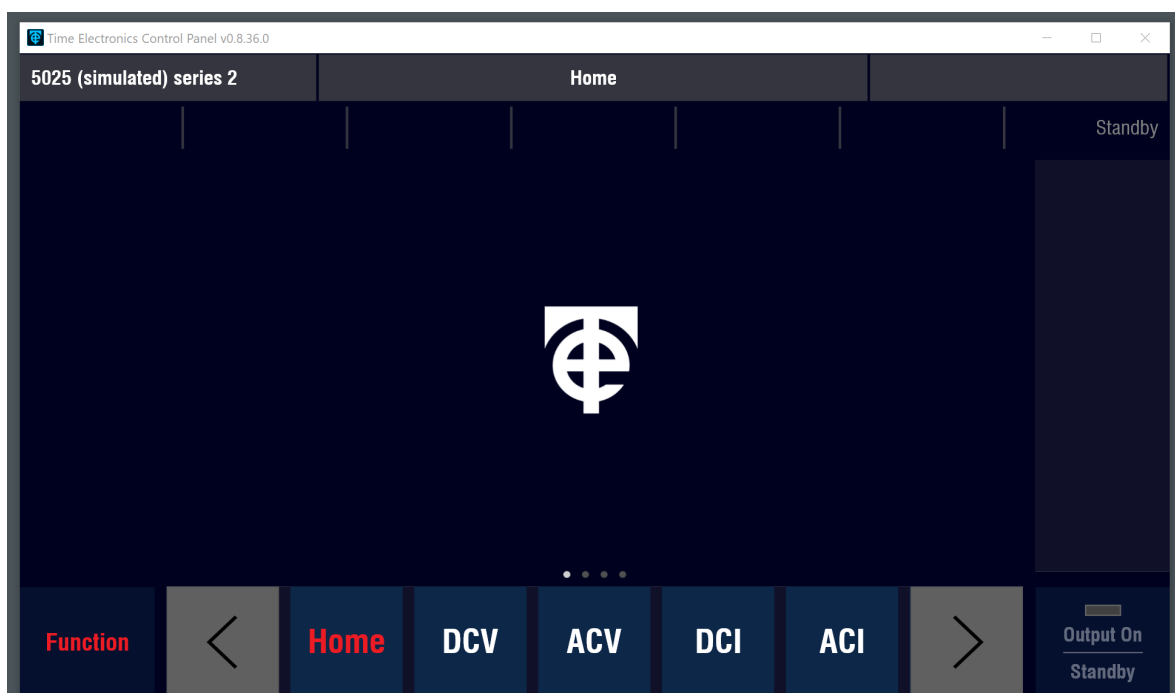 Time Electronics Control Panel v0.8.36.0
5025 (simulated) series 2
Home
Standby
Function
Home
DCV
ACV
DCI
ACI
Output On
Standby